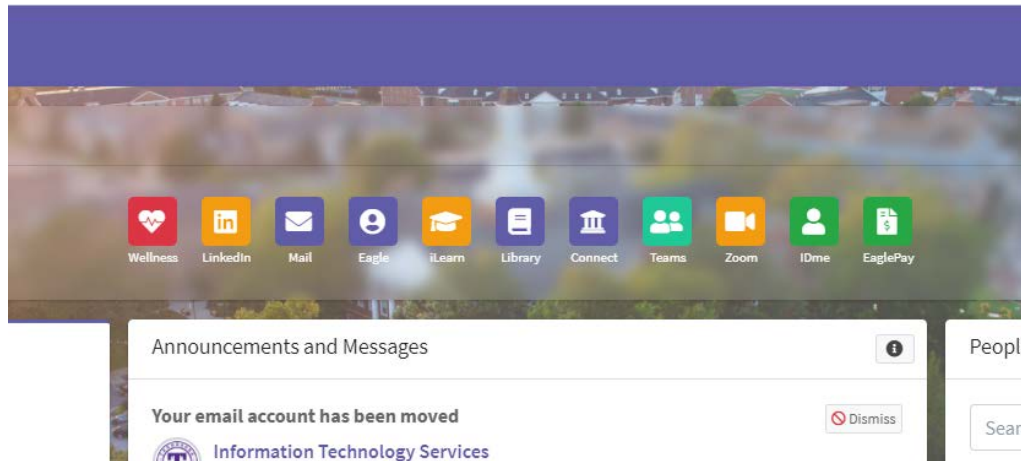 in
Wellness LinkedIn Mail Eagle iLearn Library Connect Teams Zoom IDme EaglePay
Announcements and Messages
Peopl
Your email account has been moved
Dismiss
Sear
Information Technology Services